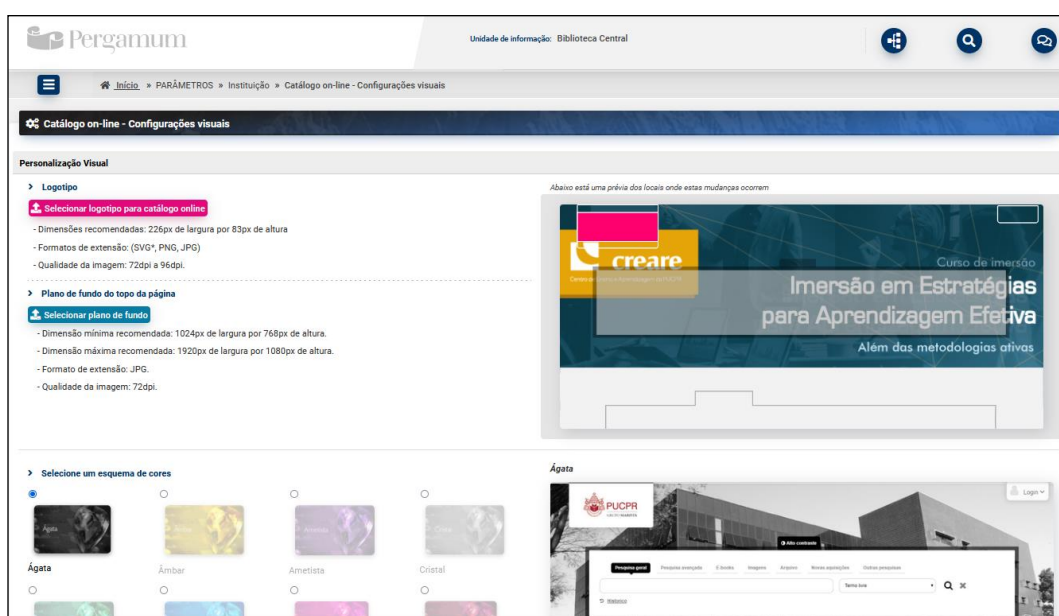 Pergamum
Unidade de informação: Biblioteca Central
Início » PARÂMETROS » Instituição » Catálogo on-line - Configurações visuais
Catálogo on-line - Configurações visuais
Personalização Visual
> Logotipo
Selecionar logotipo para catálogo online
- Dimensões recomendadas: 226px de largura por 83px de altura
- Formatos de extensão: (SVG*, PNG, JPG)
- Qualidade da imagem: 72dpi a 96dpi.
> Plano de fundo do topo da página
Selecionar plano de fundo
- Dimensão mínima recomendada: 1024px de largura por 768px de altura.
- Dimensão máxima recomendada: 1920px de largura por 1080px de altura.
- Formato de extensão: JPG.
- Qualidade da imagem: 72dpi.
Abaixo está uma prévia dos locais onde estas mudanças ocorrem
creare
Curso de imersão
Imersão em Estratégias
para Aprendizagem Efetiva
Além das metodologias ativas
> Selecione um esquema de cores
Ágata
Âmbar
Ametista
Cristal
Ágata
PUCPR
GRUPO MARISTA
Login
Alto contraste
Pesquisa geral Pesquisa avançada E-books Imagens Arquivo Novas aquisições Outras pesquisas
Termo livre
Histórico